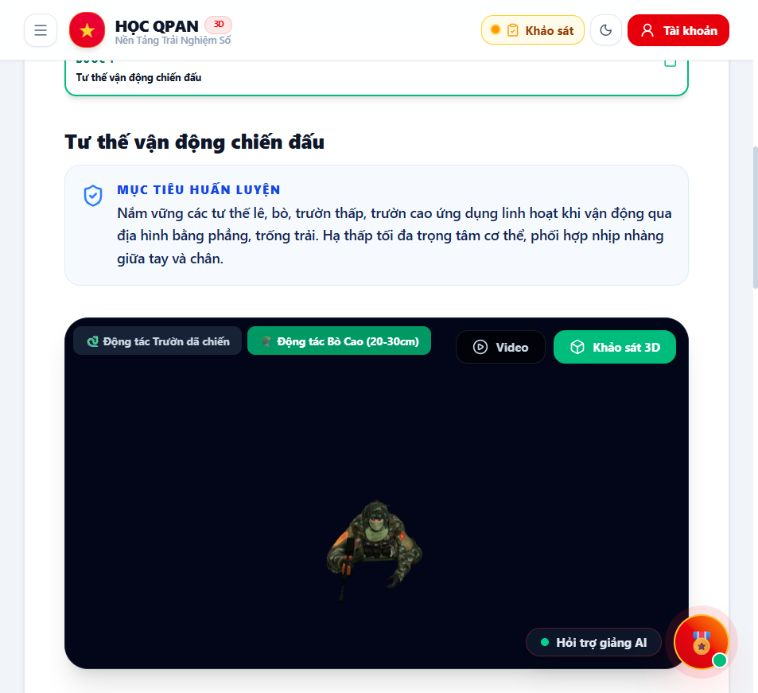 HỌC QPAN 3D
Nền Tảng Trải Nghiệm Số
Khảo sát
Tài khoản
Tư thế vận động chiến đấu
Tư thế vận động chiến đấu
MỤC TIÊU HUẤN LUYỆN
Nắm vững các tư thế lê, bò, trườn thấp, trườn cao ứng dụng linh hoạt khi vận động qua
địa hình bằng phẳng, trống trải. Hạ thấp tối đa trọng tâm cơ thể, phối hợp nhịp nhàng
giữa tay và chân.
Động tác Trườn dã chiến
Động tác Bò Cao (20-30cm)
Video
Khảo sát 3D
Hỏi trợ giảng AI